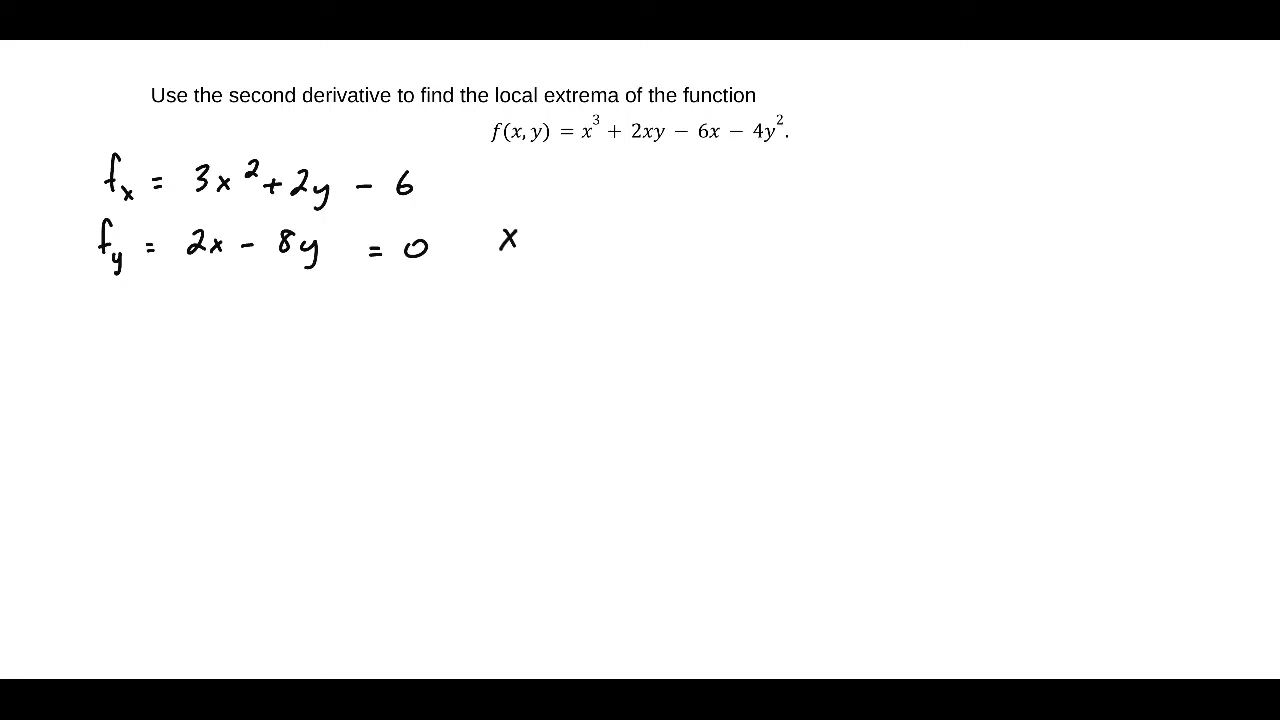 Use the second derivative to find the local extrema of the function
f(x, y) = x³ + 2xy − 6x − 4y².
fₓ = 3x² + 2y − 6
f_y = 2x − 8y = 0 x